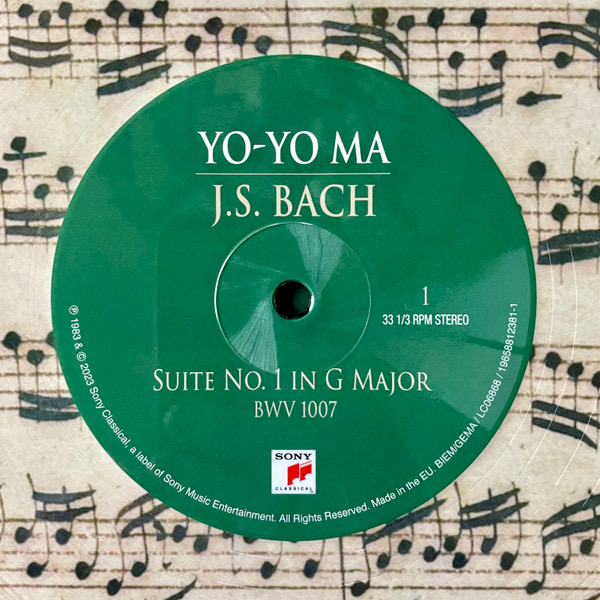 YO-YO MA
J.S. BACH
1
33 1/3 RPM STEREO
SUITE NO. 1 IN G MAJOR
BWV 1007
SONY
CLASSICAL
℗ 1983 & © 2023 Sony Classical, a label of Sony Music Entertainment. All Rights Reserved. Made in the EU. BIEM/GEMA / LC06868 / 19658812381-1